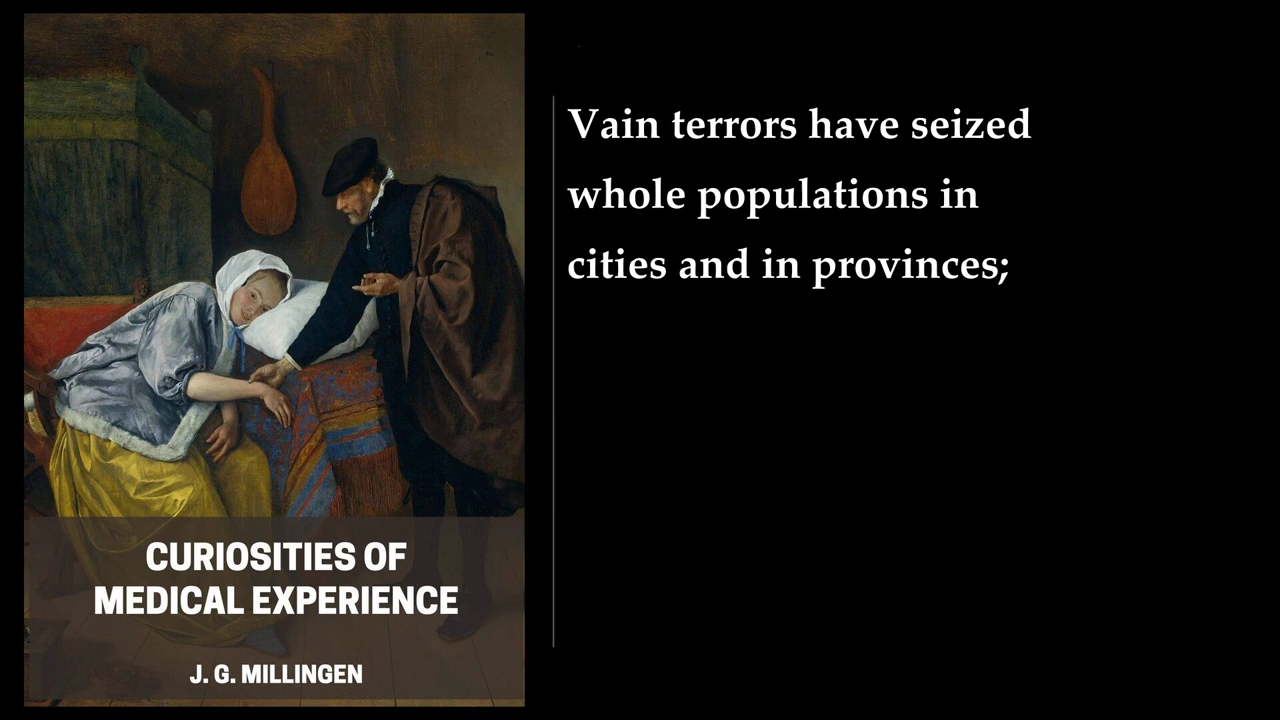 Vain terrors have seized
whole populations in
cities and in provinces;
CURIOSITIES OF
MEDICAL EXPERIENCE
J. G. MILLINGEN